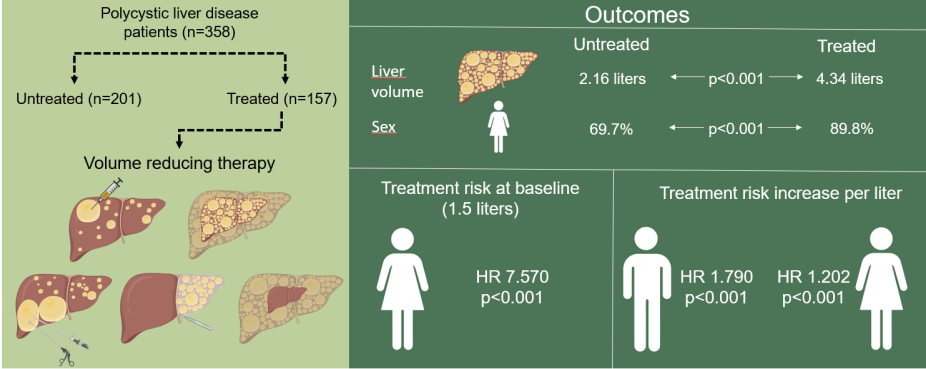 Polycystic liver disease
patients (n=358)
Untreated (n=201)
Treated (n=157)
Volume reducing therapy
Outcomes
Untreated
Treated
Liver
volume
2.16 liters
p<0.001
4.34 liters
Sex
69.7%
p<0.001
89.8%
Treatment risk at baseline
(1.5 liters)
HR 7.570
p<0.001
Treatment risk increase per liter
HR 1.790
p<0.001
HR 1.202
p<0.001